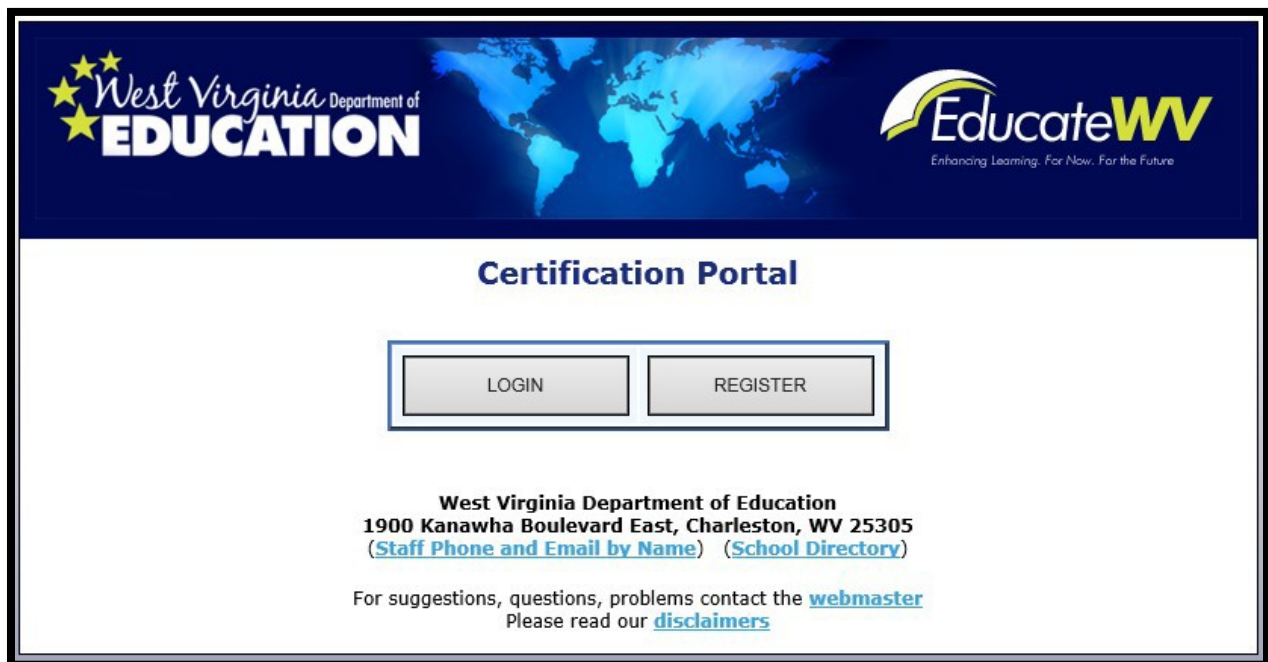 West Virginia Department of
EDUCATION
EducateWV
Enhancing Learning. For Now. For the Future
Certification Portal
LOGIN REGISTER
West Virginia Department of Education
1900 Kanawha Boulevard East, Charleston, WV 25305
(Staff Phone and Email by Name) (School Directory)
For suggestions, questions, problems contact the webmaster
Please read our disclaimers